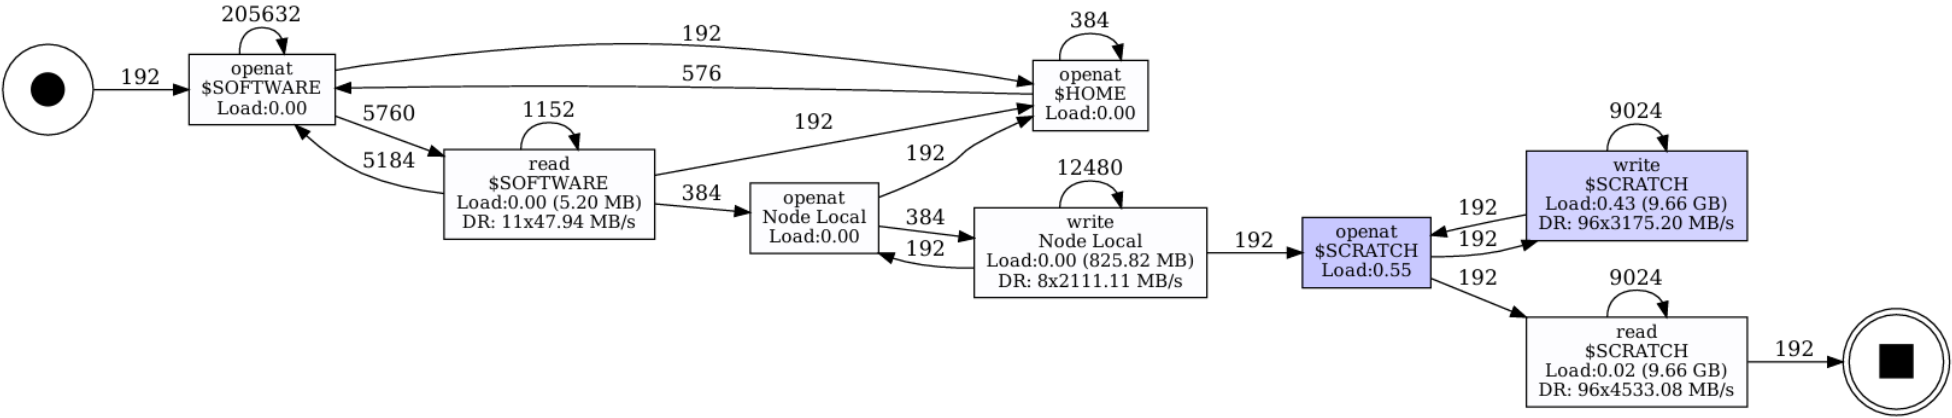 205632
192
openat
$SOFTWARE
Load:0.00
192
576
384
openat
$HOME
Load:0.00
5760
5184
1152
read
$SOFTWARE
Load:0.00 (5.20 MB)
DR: 11x47.94 MB/s
192
384
openat
Node Local
Load:0.00
192
384
192
12480
write
Node Local
Load:0.00 (825.82 MB)
DR: 8x2111.11 MB/s
192
openat
$SCRATCH
Load:0.55
192
192
192
9024
write
$SCRATCH
Load:0.43 (9.66 GB)
DR: 96x3175.20 MB/s
9024
read
$SCRATCH
Load:0.02 (9.66 GB)
DR: 96x4533.08 MB/s
192